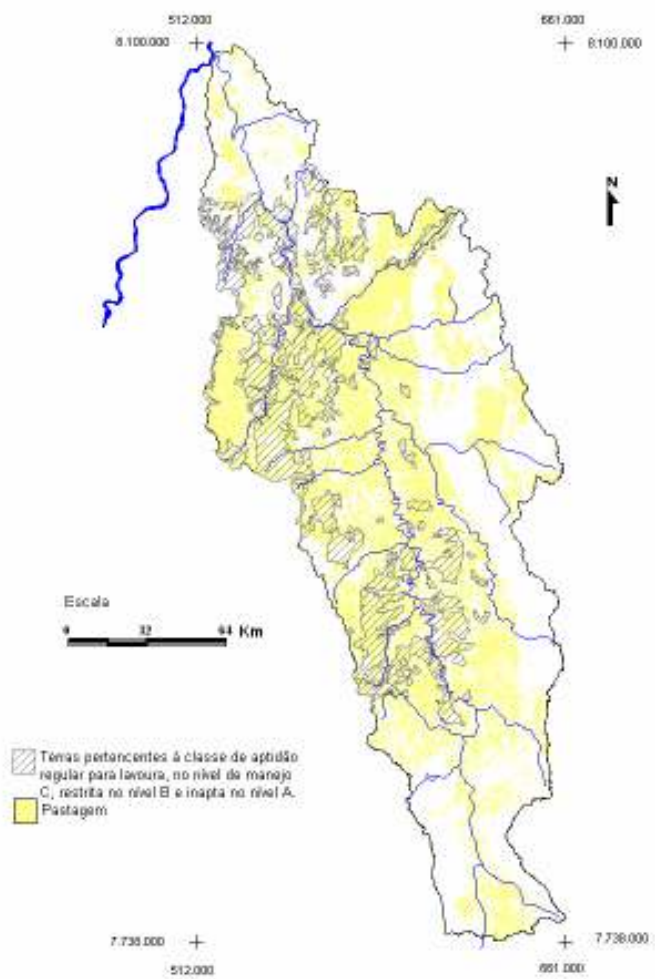 512.000 661.000
8.100.000 8.100.000
N
Escala
0 32 64 Km
Terras pertencentes à classe de aptidão
regular para lavoura, no nível de manejo
C, restrita no nível B e inapta no nível A.
Pastagem
7.738.000 7.738.000
512.000 661.000